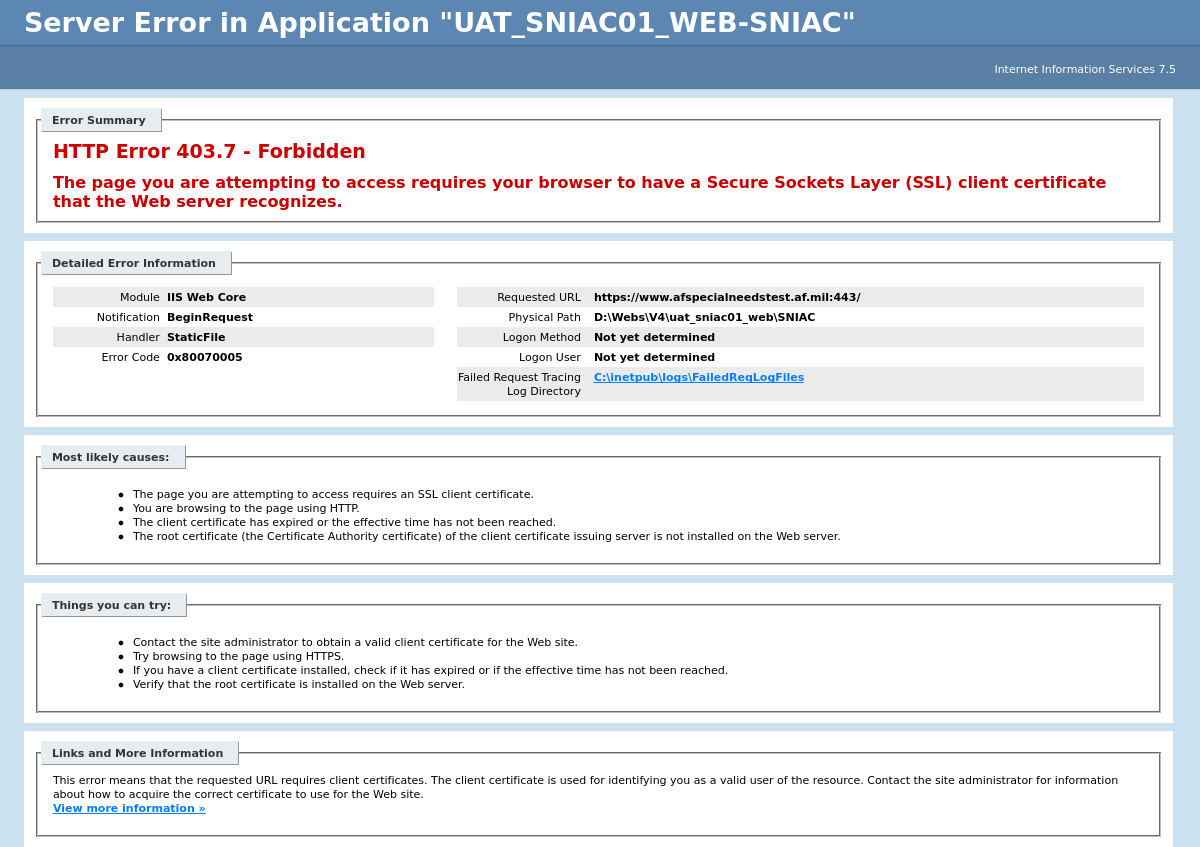 Server Error in Application "UAT_SNIAC01_WEB-SNIAC"
Internet Information Services 7.5
Error Summary
HTTP Error 403.7 - Forbidden
The page you are attempting to access requires your browser to have a Secure Sockets Layer (SSL) client certificate
that the Web server recognizes.
Detailed Error Information
Module IIS Web Core
Notification BeginRequest
Handler StaticFile
Error Code 0x80070005
Requested URL https://www.afspecialneedstest.af.mil:443/
Physical Path D:\Webs\V4\uat_sniac01_web\SNIAC
Logon Method Not yet determined
Logon User Not yet determined
Failed Request Tracing C:\inetpub\logs\FailedReqLogFiles
Log Directory
Most likely causes:
• The page you are attempting to access requires an SSL client certificate.
• You are browsing to the page using HTTP.
• The client certificate has expired or the effective time has not been reached.
• The root certificate (the Certificate Authority certificate) of the client certificate issuing server is not installed on the Web server.
Things you can try:
• Contact the site administrator to obtain a valid client certificate for the Web site.
• Try browsing to the page using HTTPS.
• If you have a client certificate installed, check if it has expired or if the effective time has not been reached.
• Verify that the root certificate is installed on the Web server.
Links and More Information
This error means that the requested URL requires client certificates. The client certificate is used for identifying you as a valid user of the resource. Contact the site administrator for information
about how to acquire the correct certificate to use for the Web site.
View more information »